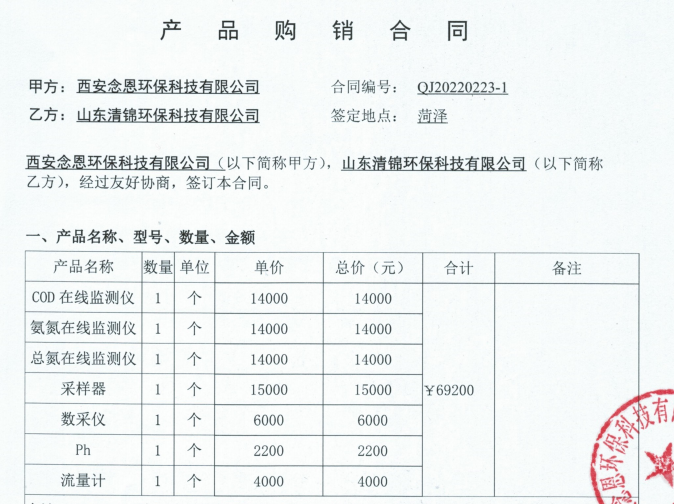 产品购销合同
甲方：西安念恩环保科技有限公司 合同编号：QJ20220223-1
乙方：山东清锦环保科技有限公司 签定地点：菏泽
西安念恩环保科技有限公司（以下简称甲方），山东清锦环保科技有限公司（以下简称
乙方），经过友好协商，签订本合同。
一、产品名称、型号、数量、金额
产品名称 数量 单位 单价 总价（元） 合计 备注
COD在线监测仪 1 个 14000 14000
氨氮在线监测仪 1 个 14000 14000
总氮在线监测仪 1 个 14000 14000
采样器 1 个 15000 15000 ¥69200
数采仪 1 个 6000 6000
Ph 1 个 2200 2200
流量计 1 个 4000 4000
恩环保科技有